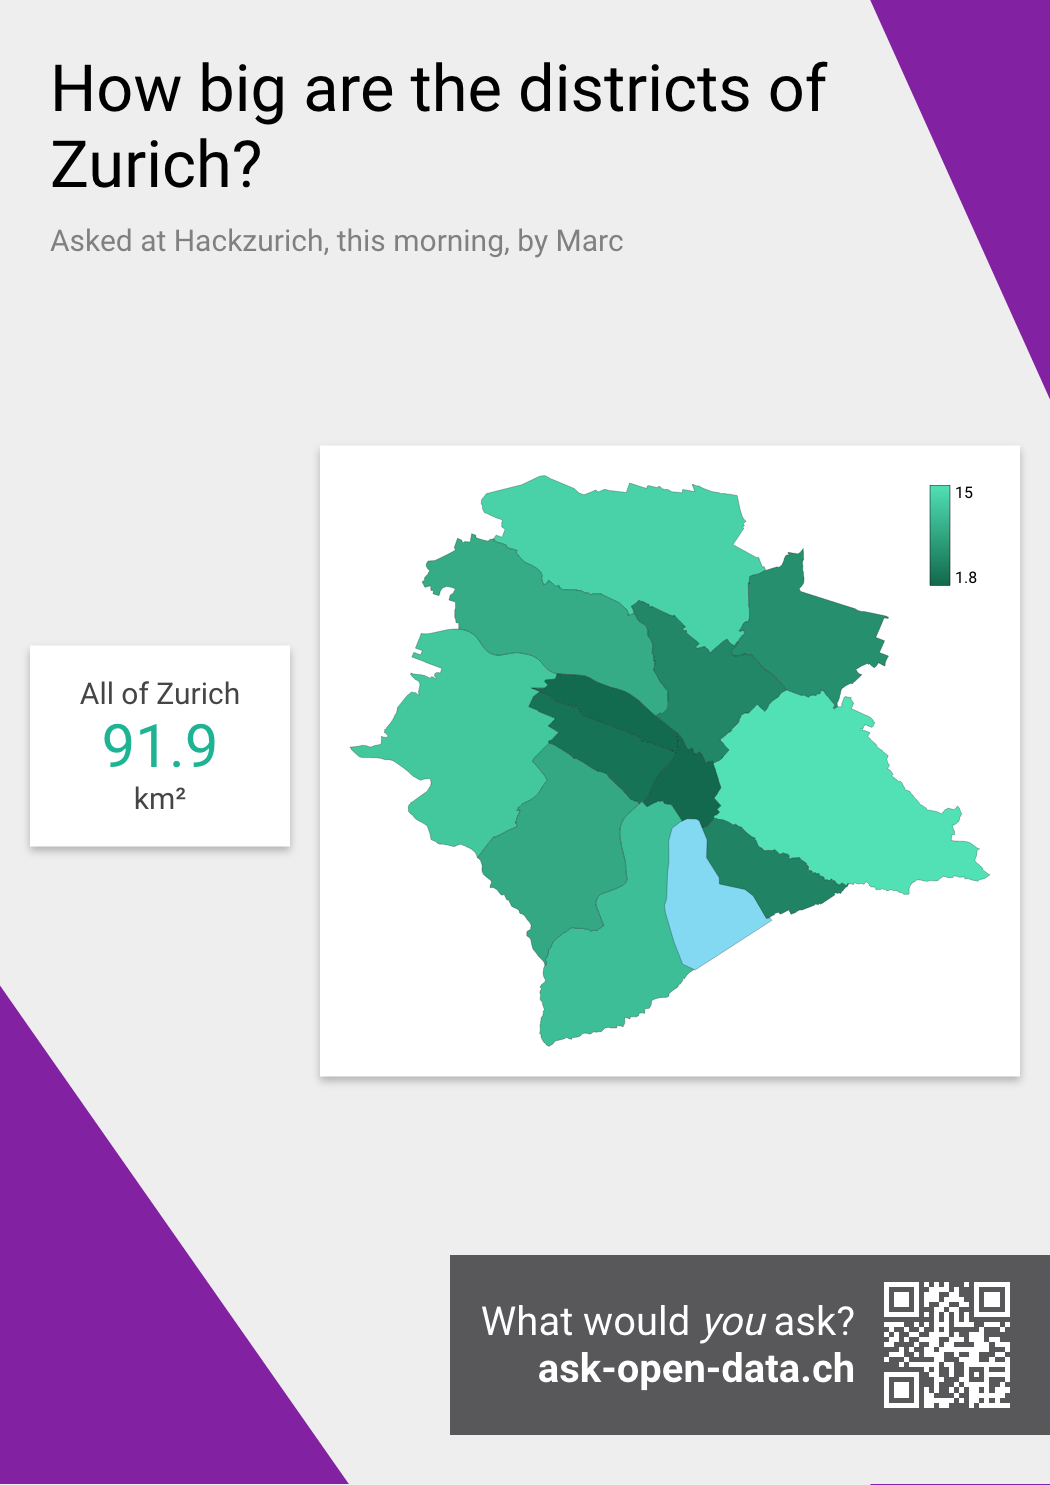 How big are the districts of
Zurich?
Asked at Hackzurich, this morning, by Marc
15
1.8
All of Zurich
91.9
km²
What would you ask?
ask-open-data.ch